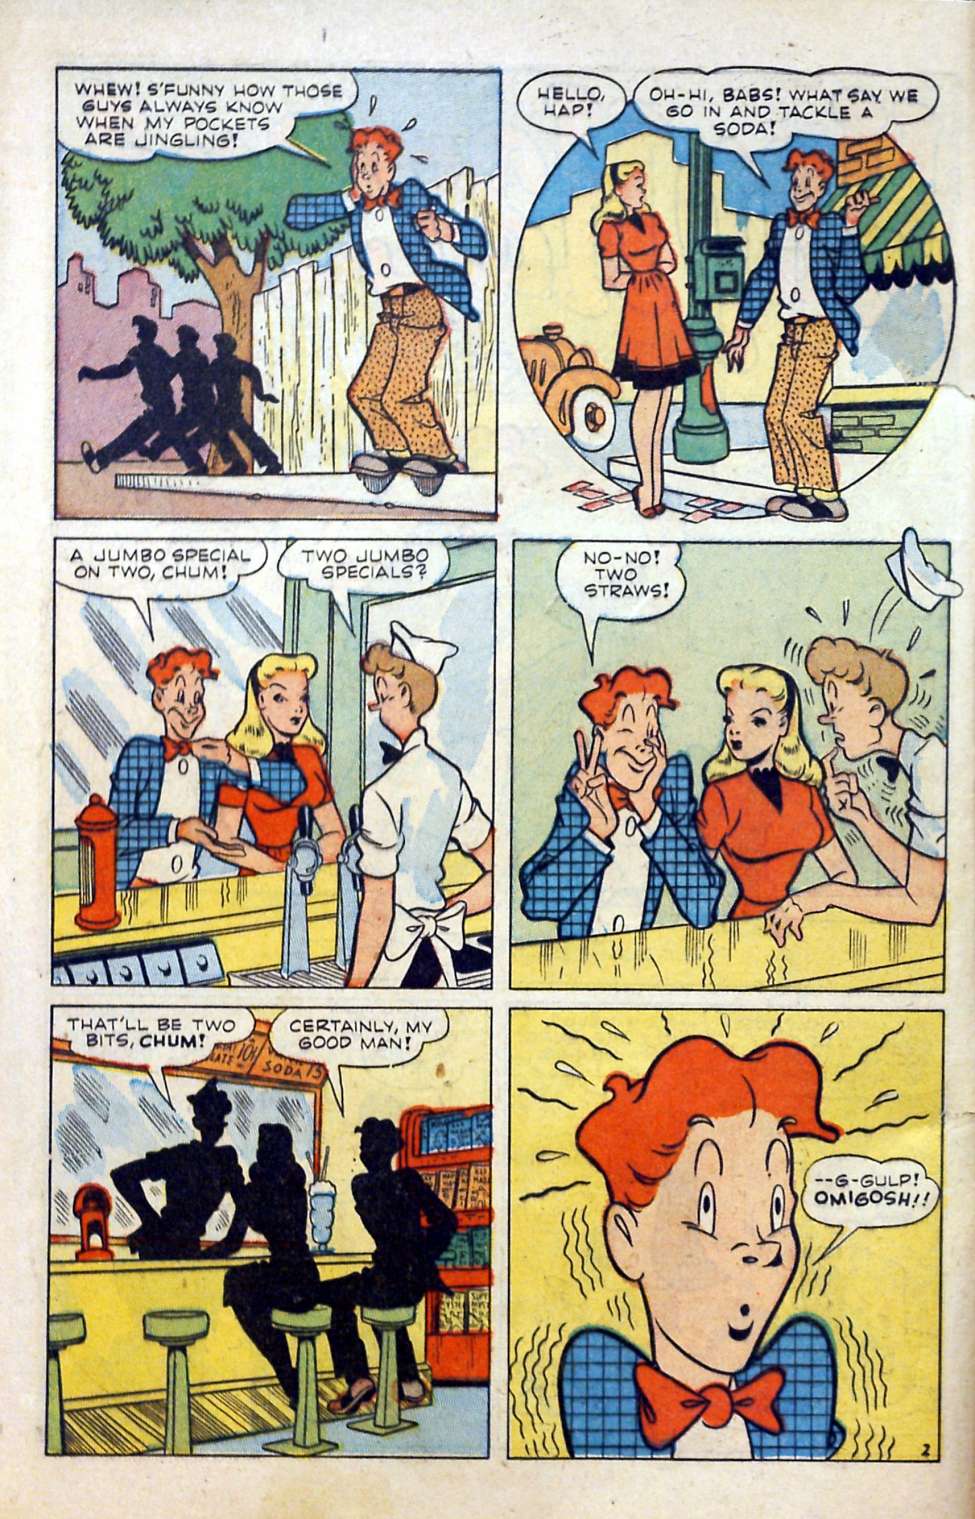 WHEW! S'FUNNY HOW THOSE
GUYS ALWAYS KNOW
WHEN MY POCKETS
ARE JINGLING!
HELLO,
HAP!
OH-HI, BABS! WHAT SAY WE
GO IN AND TACKLE A
SODA!
A JUMBO SPECIAL
ON TWO, CHUM!
TWO JUMBO
SPECIALS?
NO-NO!
TWO
STRAWS!
THAT'LL BE TWO
BITS, CHUM!
CERTAINLY, MY
GOOD MAN!
10¢
SODA 15
--G-GULP!
OMIGOSH!!
2